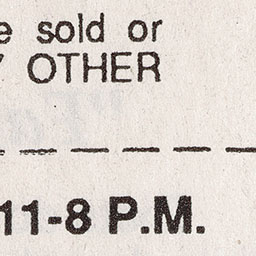 e sold or
Y OTHER
11-8 P.M.